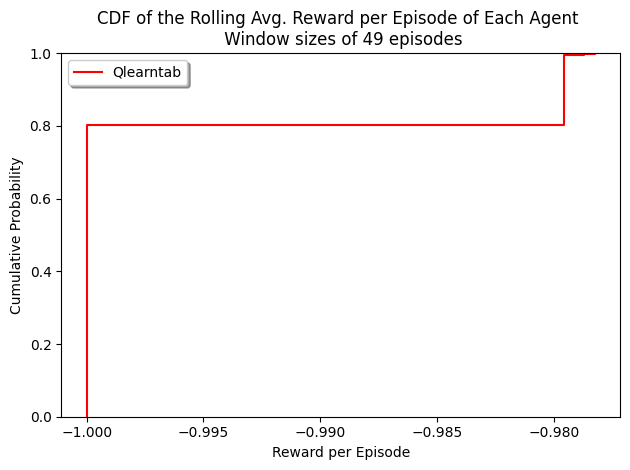 CDF of the Rolling Avg. Reward per Episode of Each Agent
Window sizes of 49 episodes
Qlearntab
1.0
0.8
0.6
0.4
0.2
0.0
Cumulative Probability
−1.000 −0.995 −0.990 −0.985 −0.980
Reward per Episode